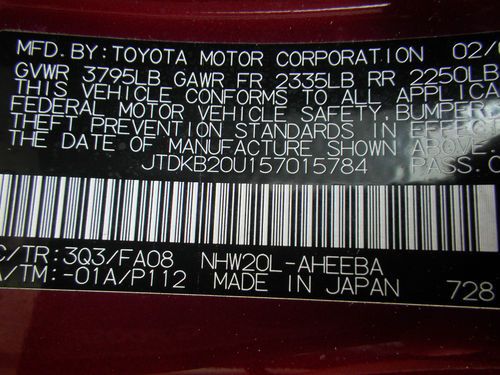 MFD.BY:TOYOTA MOTOR CORPORATION 02/
GVWR 3795LB GAWR FR 2335LB RR 2250LB
THIS VEHICLE CONFORMS TO ALL APPLICA
FEDERAL MOTOR VEHICLE SAFETY, BUMPER
THEFT PREVENTION STANDARDS IN EFFEC
THE DATE OF MANUFACTURE SHOWN ABOVE.
JTDKB20U157015784 PASS.C
C/TR:3Q3/FA08 NHW20L-AHEEBA
A/TM:-01A/P112 MADE IN JAPAN 728